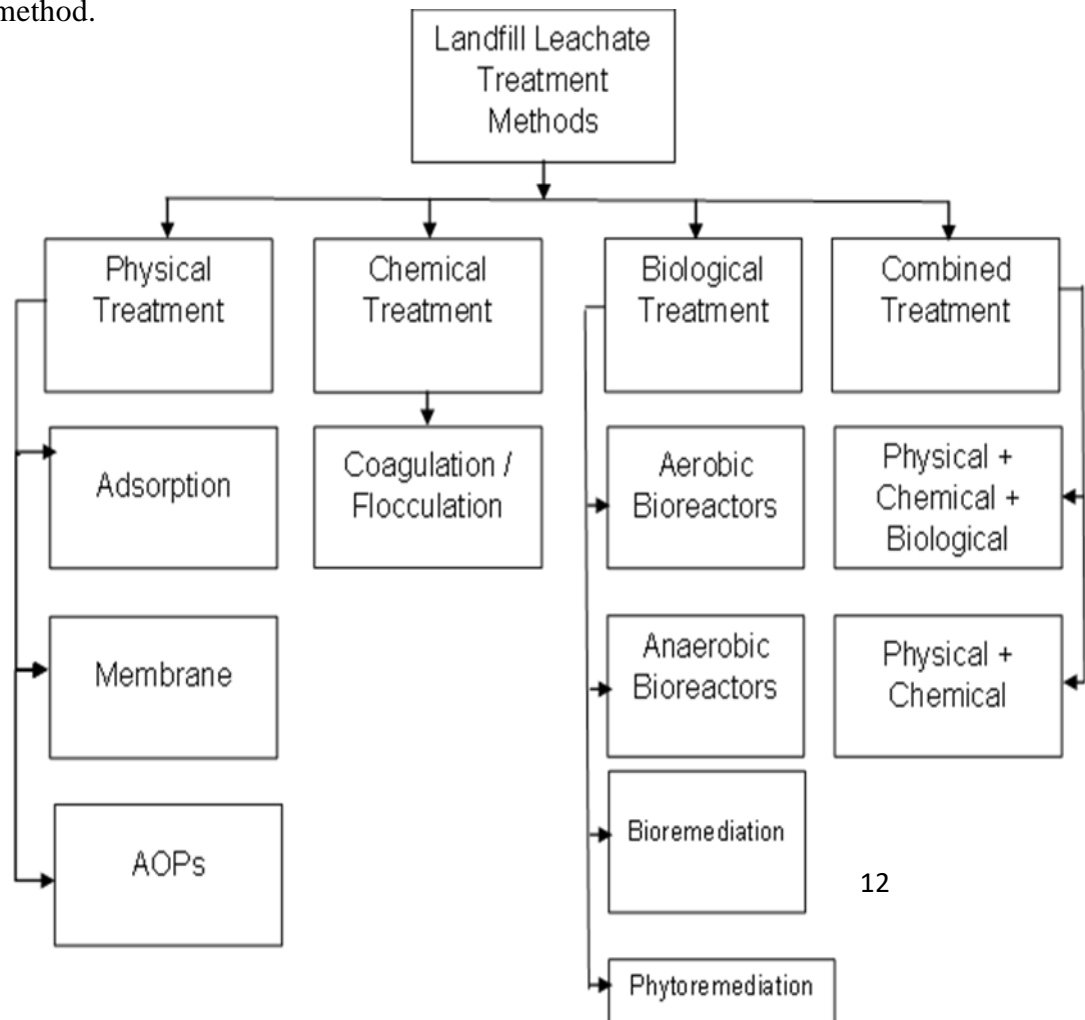 method.
Landfill Leachate
Treatment
Methods
Physical
Treatment
Chemical
Treatment
Biological
Treatment
Combined
Treatment
Adsorption
Coagulation /
Flocculation
Aerobic
Bioreactors
Physical +
Chemical +
Biological
Membrane
Anaerobic
Bioreactors
Physical +
Chemical
AOPs
Bioremediation
12
Phytoremediation